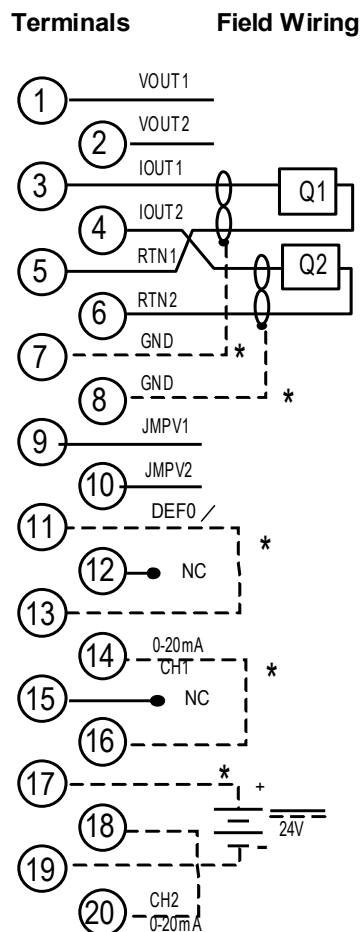 Terminals Field Wiring
1 VOUT1
2 VOUT2
3 IOUT1 Q1
4 IOUT2
5 RTN1 Q2
6 RTN2
7 GND *
8 GND *
9 JMPV1
10 JMPV2
11 DEF0 *
12 NC
13
14 0-20mA *
CH1
15 NC
16
17 * +
18 24V
19 -
20 CH2
0-20mA